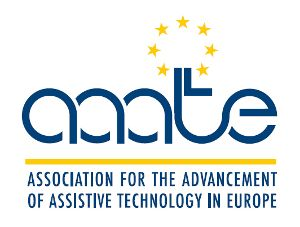 aaate
ASSOCIATION FOR THE ADVANCEMENT
OF ASSISTIVE TECHNOLOGY IN EUROPE